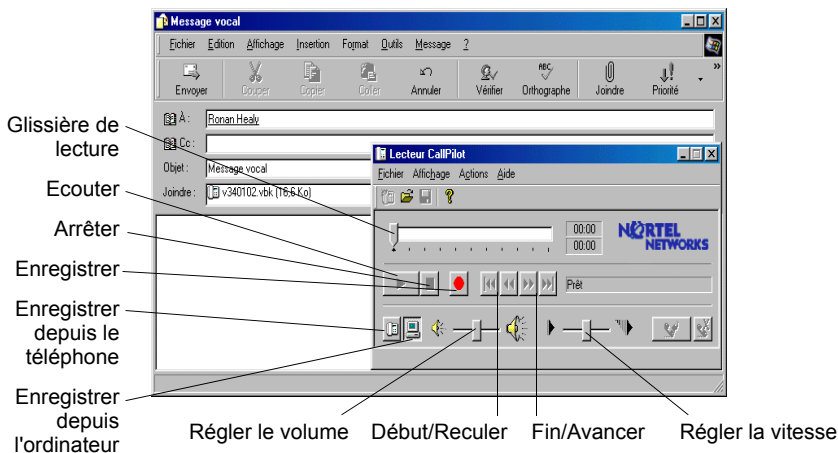 Message vocal
Fichier Edition Affichage Insertion Format Outils Message ?
Envoyer Couper Copier Coller Annuler Vérifier Orthographe Joindre Priorité »
ABC
À : Ronan Healy
Cc :
Objet : Message vocal
Joindre : v340102.vbk (16,6 Ko)
Lecteur CallPilot
Fichier Affichage Actions Aide
00:00
00:00
NORTEL
NETWORKS
Prêt
Glissière de
lecture
Ecouter
Arrêter
Enregistrer
Enregistrer
depuis le
téléphone
Enregistrer
depuis
l'ordinateur
Régler le volume
Début/Reculer
Fin/Avancer
Régler la vitesse